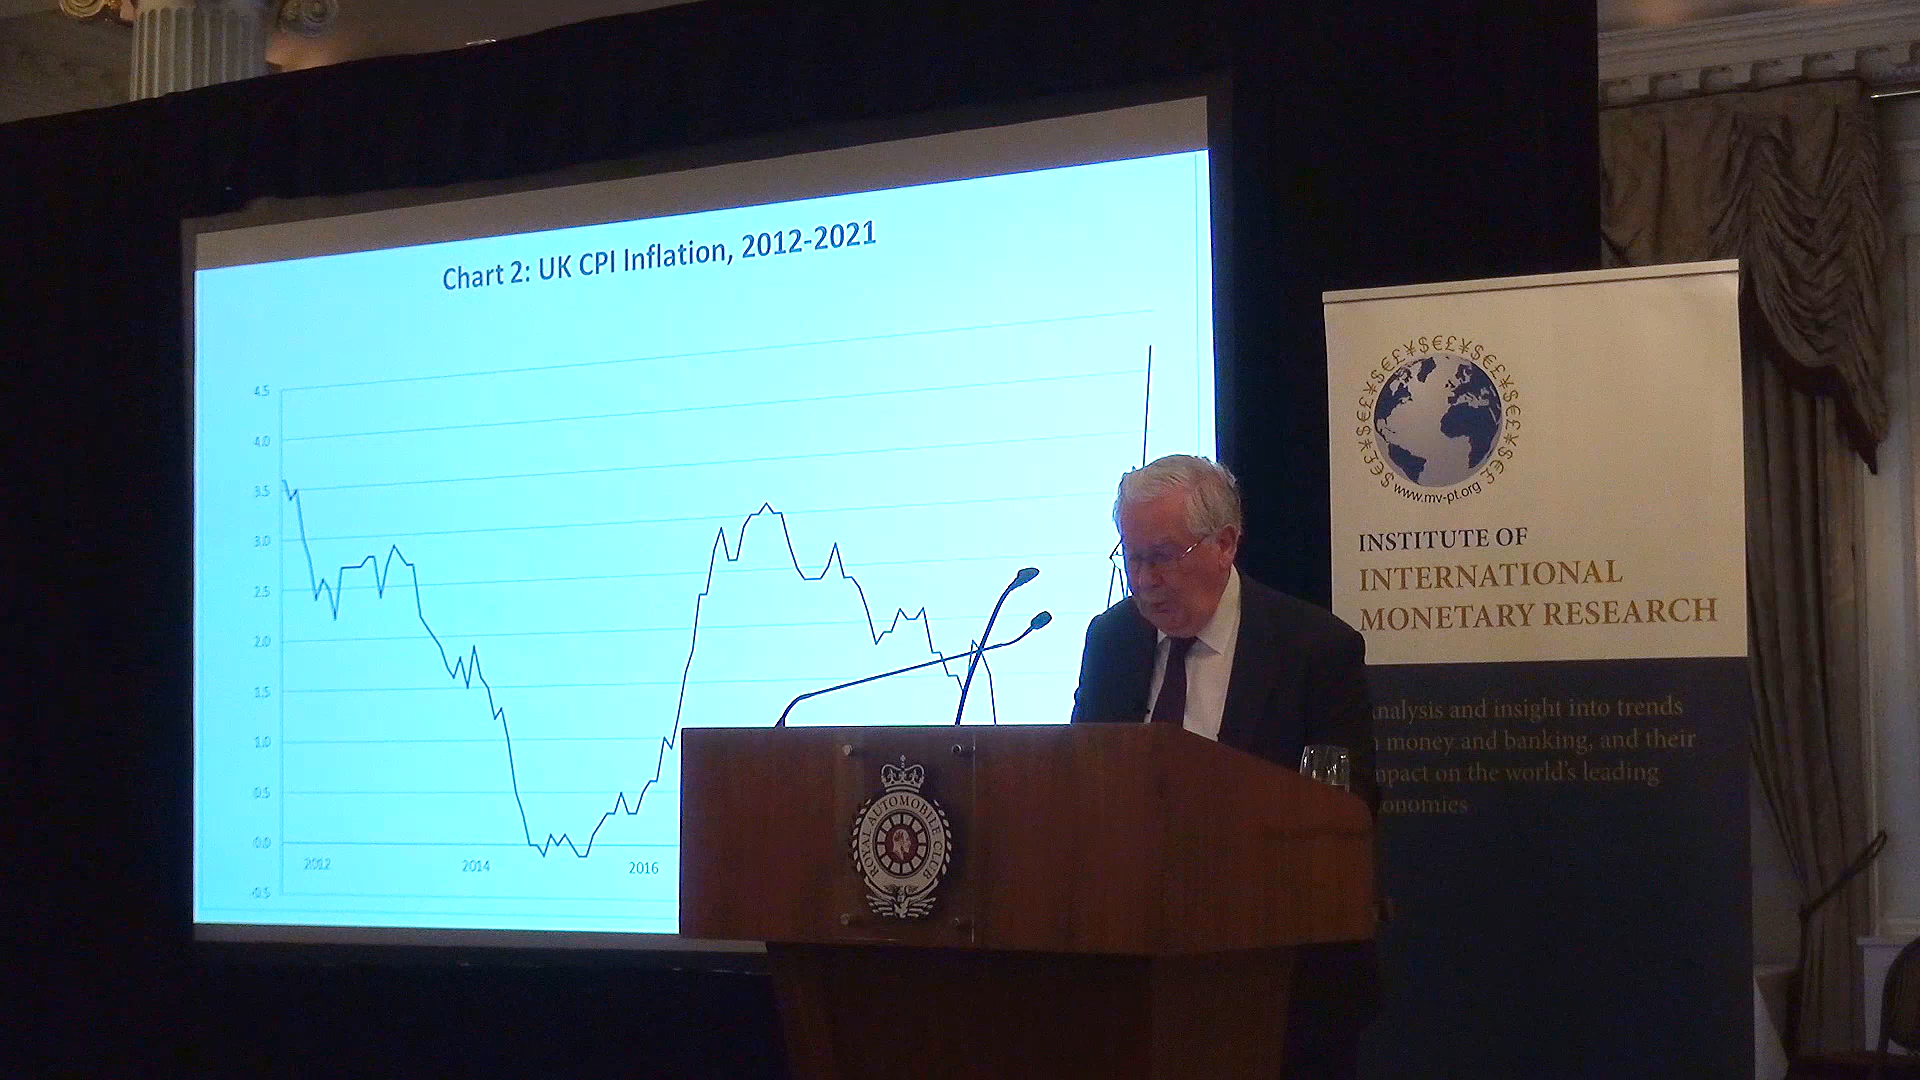 Chart 2: UK CPI Inflation, 2012-2021
4.5
4.0
3.5
3.0
2.5
2.0
1.5
1.0
0.5
0.0
-0.5
2012
2014
2016
ROYAL AUTOMOBILE CLUB
$€£¥$€£¥$€£¥$€£¥$€£
www.mv-pt.org
INSTITUTE OF
INTERNATIONAL
MONETARY RESEARCH
nalysis and insight into trends
money and banking, and their
mpact on the world's leading
onomies